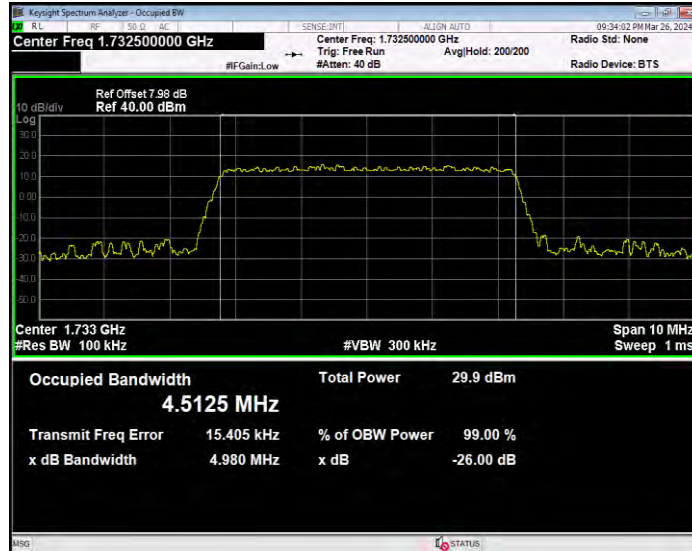 Keysight Spectrum Analyzer - Occupied BW
RL RF 50 Ω AC SENSE:INT ALIGN AUTO 09:34:02 PM Mar 26, 2024
Center Freq 1.732500000 GHz Center Freq: 1.732500000 GHz Radio Std: None
Trig: Free Run Avg|Hold: 200/200
#IFGain:Low #Atten: 40 dB Radio Device: BTS
Ref Offset 7.98 dB
10 dB/div Ref 40.00 dBm
Log
30.0
20.0
10.0
0.00
-10.0
-20.0
-30.0
-40.0
-50.0
Center 1.733 GHz Span 10 MHz
#Res BW 100 kHz #VBW 300 kHz Sweep 1 ms
Occupied Bandwidth Total Power 29.9 dBm
4.5125 MHz
Transmit Freq Error 15.405 kHz % of OBW Power 99.00 %
x dB Bandwidth 4.980 MHz x dB -26.00 dB
MSG STATUS